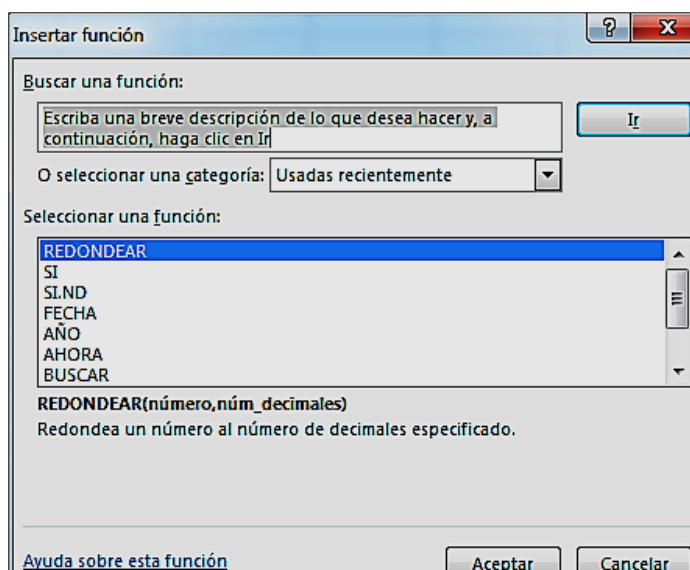 Insertar función
Buscar una función:
Escriba una breve descripción de lo que desea hacer y, a
continuación, haga clic en Ir
Ir
O seleccionar una categoría: Usadas recientemente
Seleccionar una función:
REDONDEAR
SI
SI.ND
FECHA
AÑO
AHORA
BUSCAR
REDONDEAR(número,núm_decimales)
Redondea un número al número de decimales especificado.
Ayuda sobre esta función
Aceptar
Cancelar